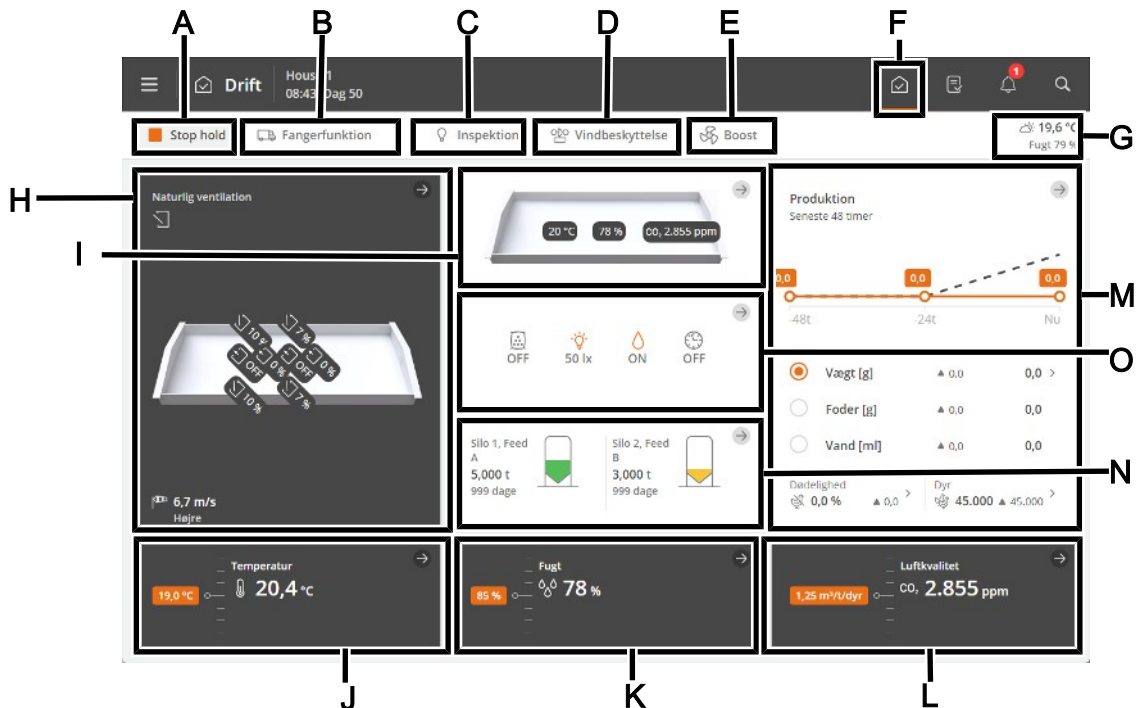 A
B
C
D
E
F
Drift
House 1
08:43 Dag 50
1
Stop hold
Fangerfunktion
Inspektion
Vindbeskyttelse
Boost
19,6 °C
Fugt 79 %
G
H
Naturlig ventilation
10 %
7 %
OFF
0 %
OFF
0 %
10 %
7 %
6,7 m/s
Højre
I
20 °C
78 %
CO₂ 2.855 ppm
OFF
50 lx
ON
OFF
O
Silo 1, Feed
A
5,000 t
999 dage
Silo 2, Feed
B
3,000 t
999 dage
N
Produktion
Seneste 48 timer
0,0
0,0
0,0
-48t
-24t
Nu
M
Vægt [g] ▲ 0,0 0,0 >
Foder [g] ▲ 0,0 0,0
Vand [ml] ▲ 0,0 0,0
Dødelighed
0,0 % ▲ 0,0 >
Dyr
45.000 ▲ 45.000 >
Temperatur
19,0 °C
20,4 °C
Fugt
85 %
78 %
Luftkvalitet
1,25 m³/t/dyr
CO₂ 2.855 ppm
J
K
L